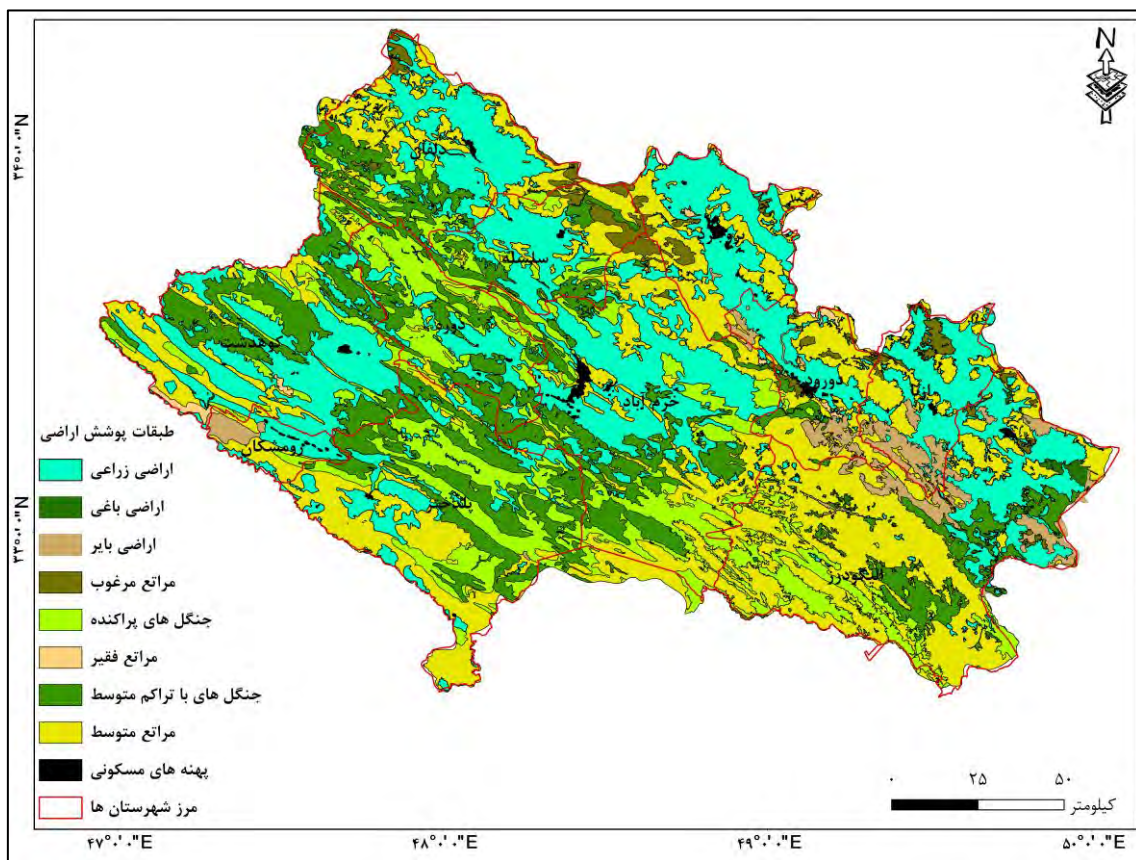 N
۳۴°۰'۰"N
۳۳°۰'۰"N
دلفان
سلسله
دوره
کوهدشت
خرم آباد
دورود
ازنا
رومشکان
پلدختر
الیگودرز
طبقات پوشش اراضی
اراضی زراعی
اراضی باغی
اراضی بایر
مراتع مرغوب
جنگل های پراکنده
مراتع فقیر
جنگل های با تراکم متوسط
مراتع متوسط
پهنه های مسکونی
مرز شهرستان ها
۰ ۲۵ ۵۰
کیلومتر
۴۷°۰'۰"E
۴۸°۰'۰"E
۴۹°۰'۰"E
۵۰°۰'۰"E